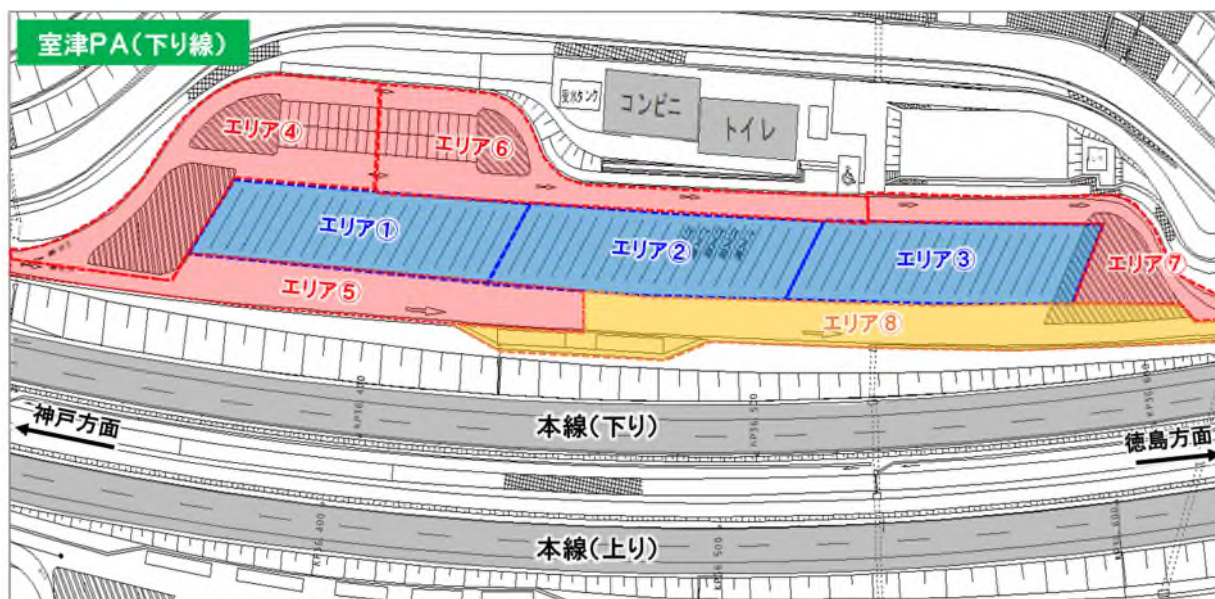 室津PA(下り線)
受水タンク
コンビニ
トイレ
エリア④
エリア⑥
エリア①
エリア②
エリア③
エリア⑦
エリア⑤
エリア⑧
本線(下り)
神戸方面
徳島方面
本線(上り)